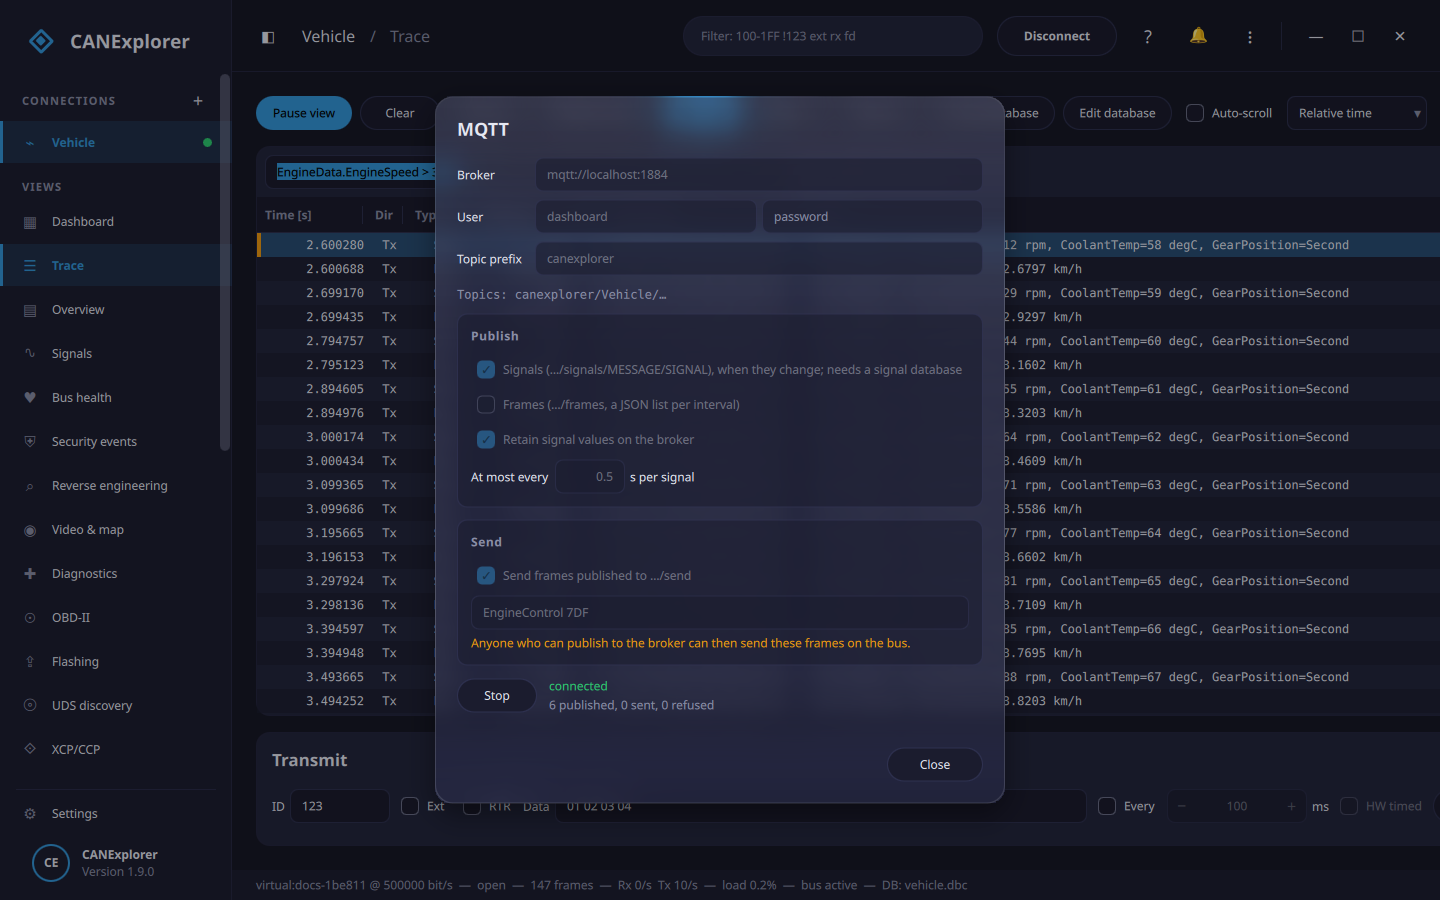 CANExplorer
Vehicle / Trace
Filter: 100-1FF !123 ext rx fd
Disconnect
?
CONNECTIONS +
Vehicle
VIEWS
Dashboard
Trace
Overview
Signals
Bus health
Security events
Reverse engineering
Video & map
Diagnostics
OBD-II
Flashing
UDS discovery
XCP/CCP
Settings
CE
CANExplorer
Version 1.9.0
Pause view Clear Edit database Auto-scroll Relative time
EngineData.EngineSpeed >
Time [s] Dir
2.600280 Tx 12 rpm, CoolantTemp=58 degC, GearPosition=Second
2.600688 Tx 2.6797 km/h
2.699170 Tx 29 rpm, CoolantTemp=59 degC, GearPosition=Second
2.699435 Tx 2.9297 km/h
2.794757 Tx 44 rpm, CoolantTemp=60 degC, GearPosition=Second
2.795123 Tx 3.1602 km/h
2.894605 Tx 55 rpm, CoolantTemp=61 degC, GearPosition=Second
2.894976 Tx 3.3203 km/h
3.000174 Tx 64 rpm, CoolantTemp=62 degC, GearPosition=Second
3.000434 Tx 3.4609 km/h
3.099365 Tx 71 rpm, CoolantTemp=63 degC, GearPosition=Second
3.099686 Tx 3.5586 km/h
3.195665 Tx 77 rpm, CoolantTemp=64 degC, GearPosition=Second
3.196153 Tx 3.6602 km/h
3.297924 Tx 81 rpm, CoolantTemp=65 degC, GearPosition=Second
3.298136 Tx 3.7109 km/h
3.394597 Tx 85 rpm, CoolantTemp=66 degC, GearPosition=Second
3.394948 Tx 3.7695 km/h
3.493665 Tx 88 rpm, CoolantTemp=67 degC, GearPosition=Second
3.494252 Tx 3.8203 km/h
MQTT
Broker mqtt://localhost:1884
User dashboard password
Topic prefix canexplorer
Topics: canexplorer/Vehicle/…
Publish
Signals (.../signals/MESSAGE/SIGNAL), when they change; needs a signal database
Frames (.../frames, a JSON list per interval)
Retain signal values on the broker
At most every 0.5 s per signal
Send
Send frames published to .../send
EngineControl 7DF
Anyone who can publish to the broker can then send these frames on the bus.
Stop
connected
6 published, 0 sent, 0 refused
Close
Transmit
ID 123 Ext RTR Data 01 02 03 04 Every − 100 + ms HW timed
virtual:docs-1be811 @ 500000 bit/s — open — 147 frames — Rx 0/s Tx 10/s — load 0.2% — bus active — DB: vehicle.dbc